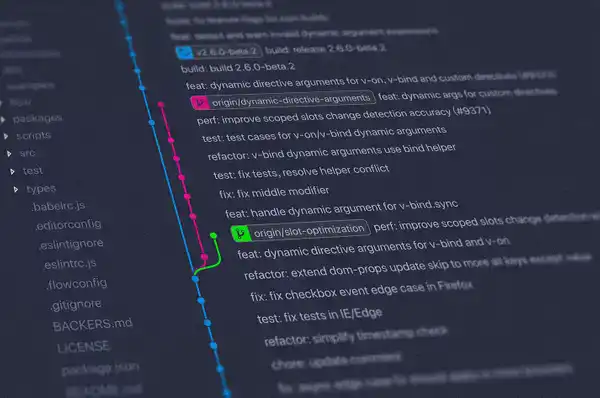 feat: detect and warn invalid dynamic argument expressions
v2.6.0-beta.2 build: release 2.6.0-beta.2
build: build 2.6.0-beta.2
feat: dynamic directive arguments for v-on, v-bind and custom directives
origin/dynamic-directive-arguments feat: dynamic args for custom directives
perf: improve scoped slots change detection accuracy (#9371)
test: test cases for v-on/v-bind dynamic arguments
refactor: v-bind dynamic arguments use bind helper
test: fix tests, resolve helper conflict
fix: fix middle modifier
feat: handle dynamic argument for v-bind.sync
origin/slot-optimization perf: improve scoped slots change detection
feat: dynamic directive arguments for v-bind and v-on
refactor: extend dom-props update skip to more all keys except value
fix: fix checkbox event edge case in Firefox
test: fix tests in IE/Edge
refactor: simplify timestamp check
chore: update comment
packages
scripts
src
test
types
.babelrc.js
.editorconfig
.eslintignore
.eslintrc.js
.flowconfig
.gitignore
BACKERS.md
LICENSE
package.json
README.md